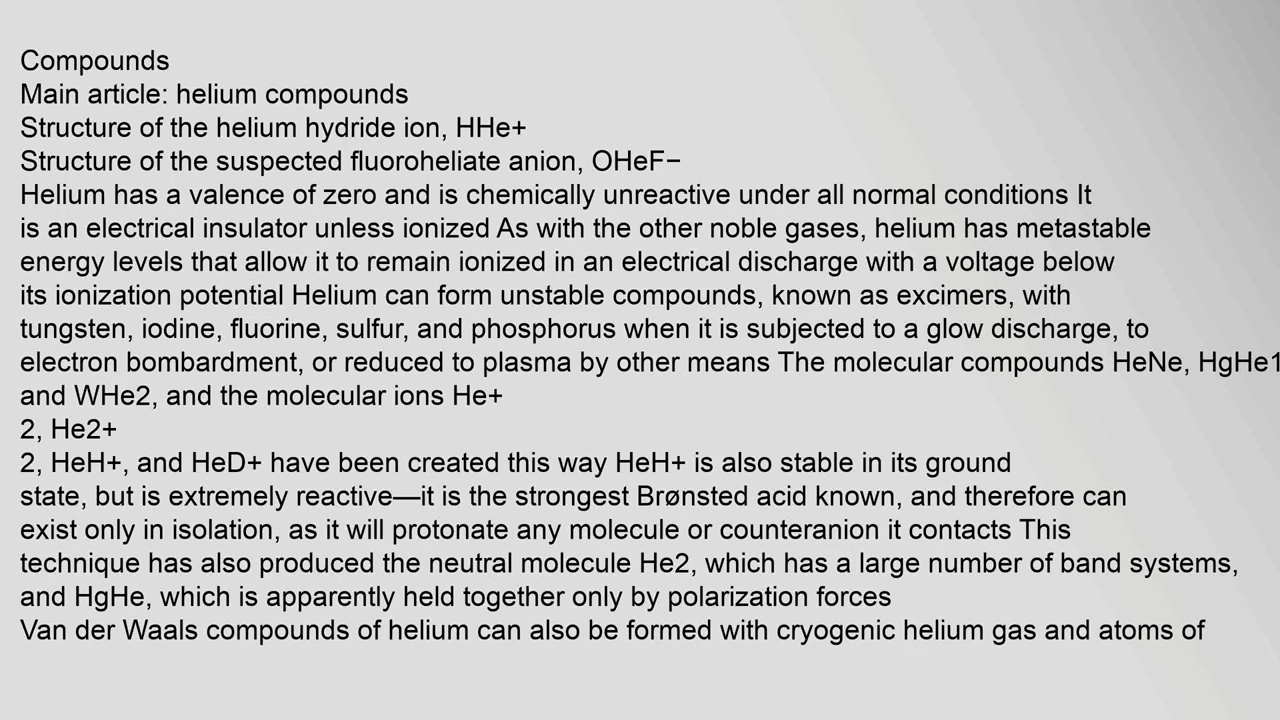 Compounds
Main article: helium compounds
Structure of the helium hydride ion, HHe+
Structure of the suspected fluoroheliate anion, OHeF−
Helium has a valence of zero and is chemically unreactive under all normal conditions It
is an electrical insulator unless ionized As with the other noble gases, helium has metastable
energy levels that allow it to remain ionized in an electrical discharge with a voltage below
its ionization potential Helium can form unstable compounds, known as excimers, with
tungsten, iodine, fluorine, sulfur, and phosphorus when it is subjected to a glow discharge, to
electron bombardment, or reduced to plasma by other means The molecular compounds HeNe, HgHe1
and WHe2, and the molecular ions He+
2, He2+
2, HeH+, and HeD+ have been created this way HeH+ is also stable in its ground
state, but is extremely reactive—it is the strongest Brønsted acid known, and therefore can
exist only in isolation, as it will protonate any molecule or counteranion it contacts This
technique has also produced the neutral molecule He2, which has a large number of band systems,
and HgHe, which is apparently held together only by polarization forces
Van der Waals compounds of helium can also be formed with cryogenic helium gas and atoms of